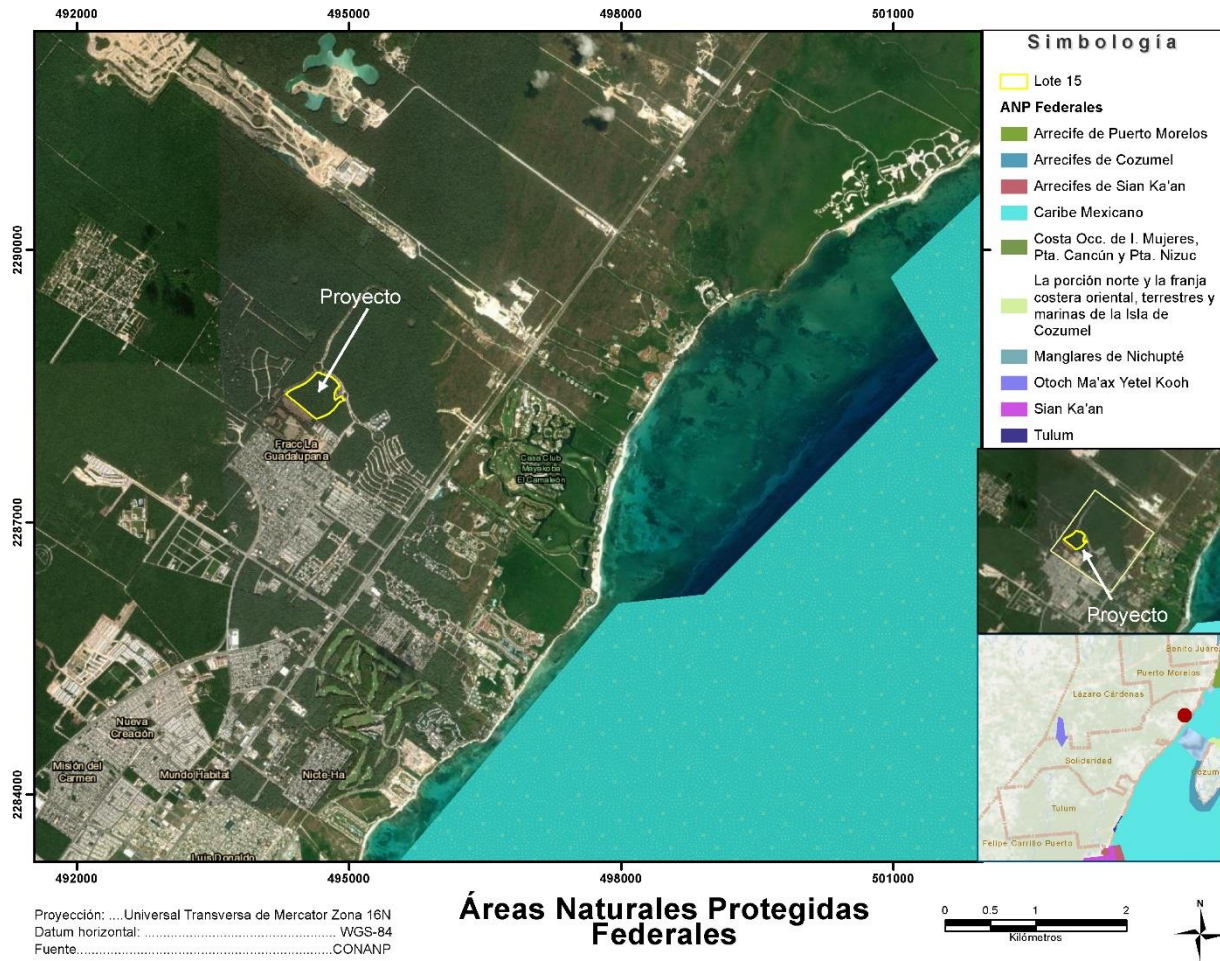 492000 495000 498000 501000
Simbología
Lote 15
ANP Federales
Arrecife de Puerto Morelos
Arrecifes de Cozumel
Arrecifes de Sian Ka'an
Caribe Mexicano
Costa Occ. de I. Mujeres,
Pta. Cancún y Pta. Nizuc
La porción norte y la franja
costera oriental, terrestres y
marinas de la Isla de
Cozumel
Manglares de Nichupté
Otoch Ma'ax Yetel Kooh
Sian Ka'an
Tulum
2290000
2287000
2284000
Proyecto
Fracc La
Guadalupana
Casa Club
Mayakoba
El Camaleón
Nueva
Creación
Misión del
Carmen
Mundo Habitat
Nicte-Ha
Luis Donaldo
Proyecto
Benito Juárez
Puerto Morelos
Lázaro Cárdenas
Solidaridad
Cozum
Tulum
Felipe Carrillo Puerto
492000 495000 498000 501000
Proyección: ....Universal Transversa de Mercator Zona 16N
Datum horizontal: ............................................ WGS-84
Fuente............................................................CONANP
Áreas Naturales Protegidas
Federales
0 0.5 1 2
Kilómetros
N